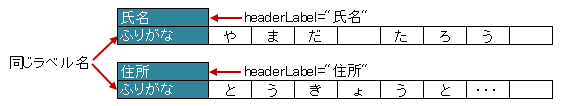 氏名 headerLabel=“氏名“
ふりがな や ま だ た ろ う
同じラベル名
住所 headerLabel=“住所“
ふりがな と う き ょ う と ･･･